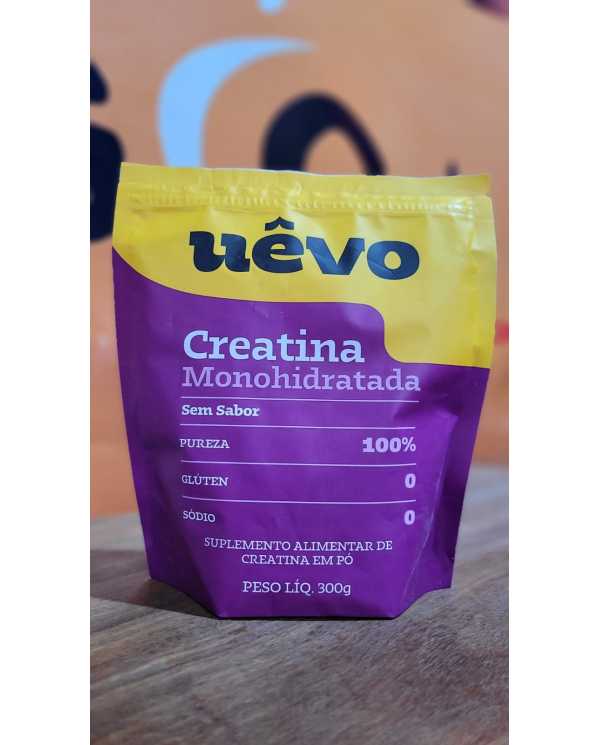 uêvo
Creatina
Monohidratada
Sem Sabor
PUREZA 100%
GLÚTEN 0
SÓDIO 0
SUPLEMENTO ALIMENTAR DE
CREATINA EM PÓ
PESO LÍQ. 300g